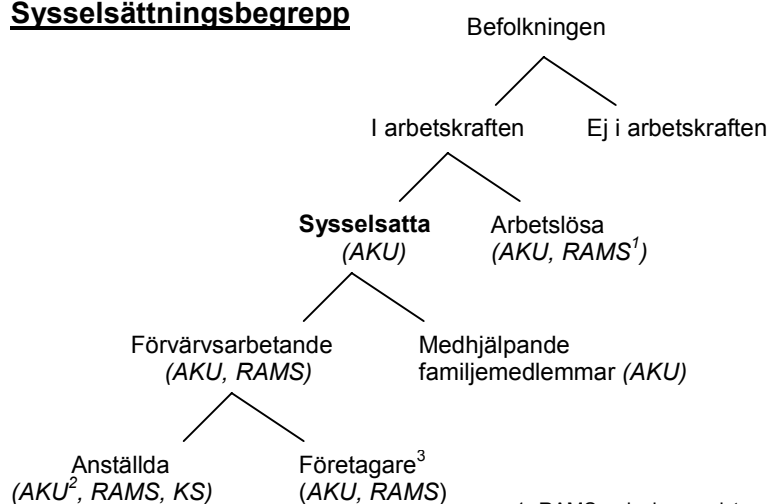 Sysselsättningsbegrepp
Befolkningen
I arbetskraften Ej i arbetskraften
Sysselsatta Arbetslösa
(AKU) (AKU, RAMS¹)
Förvärvsarbetande Medhjälpande
(AKU, RAMS) familjemedlemmar (AKU)
Anställda Företagare³
(AKU², RAMS, KS) (AKU, RAMS)